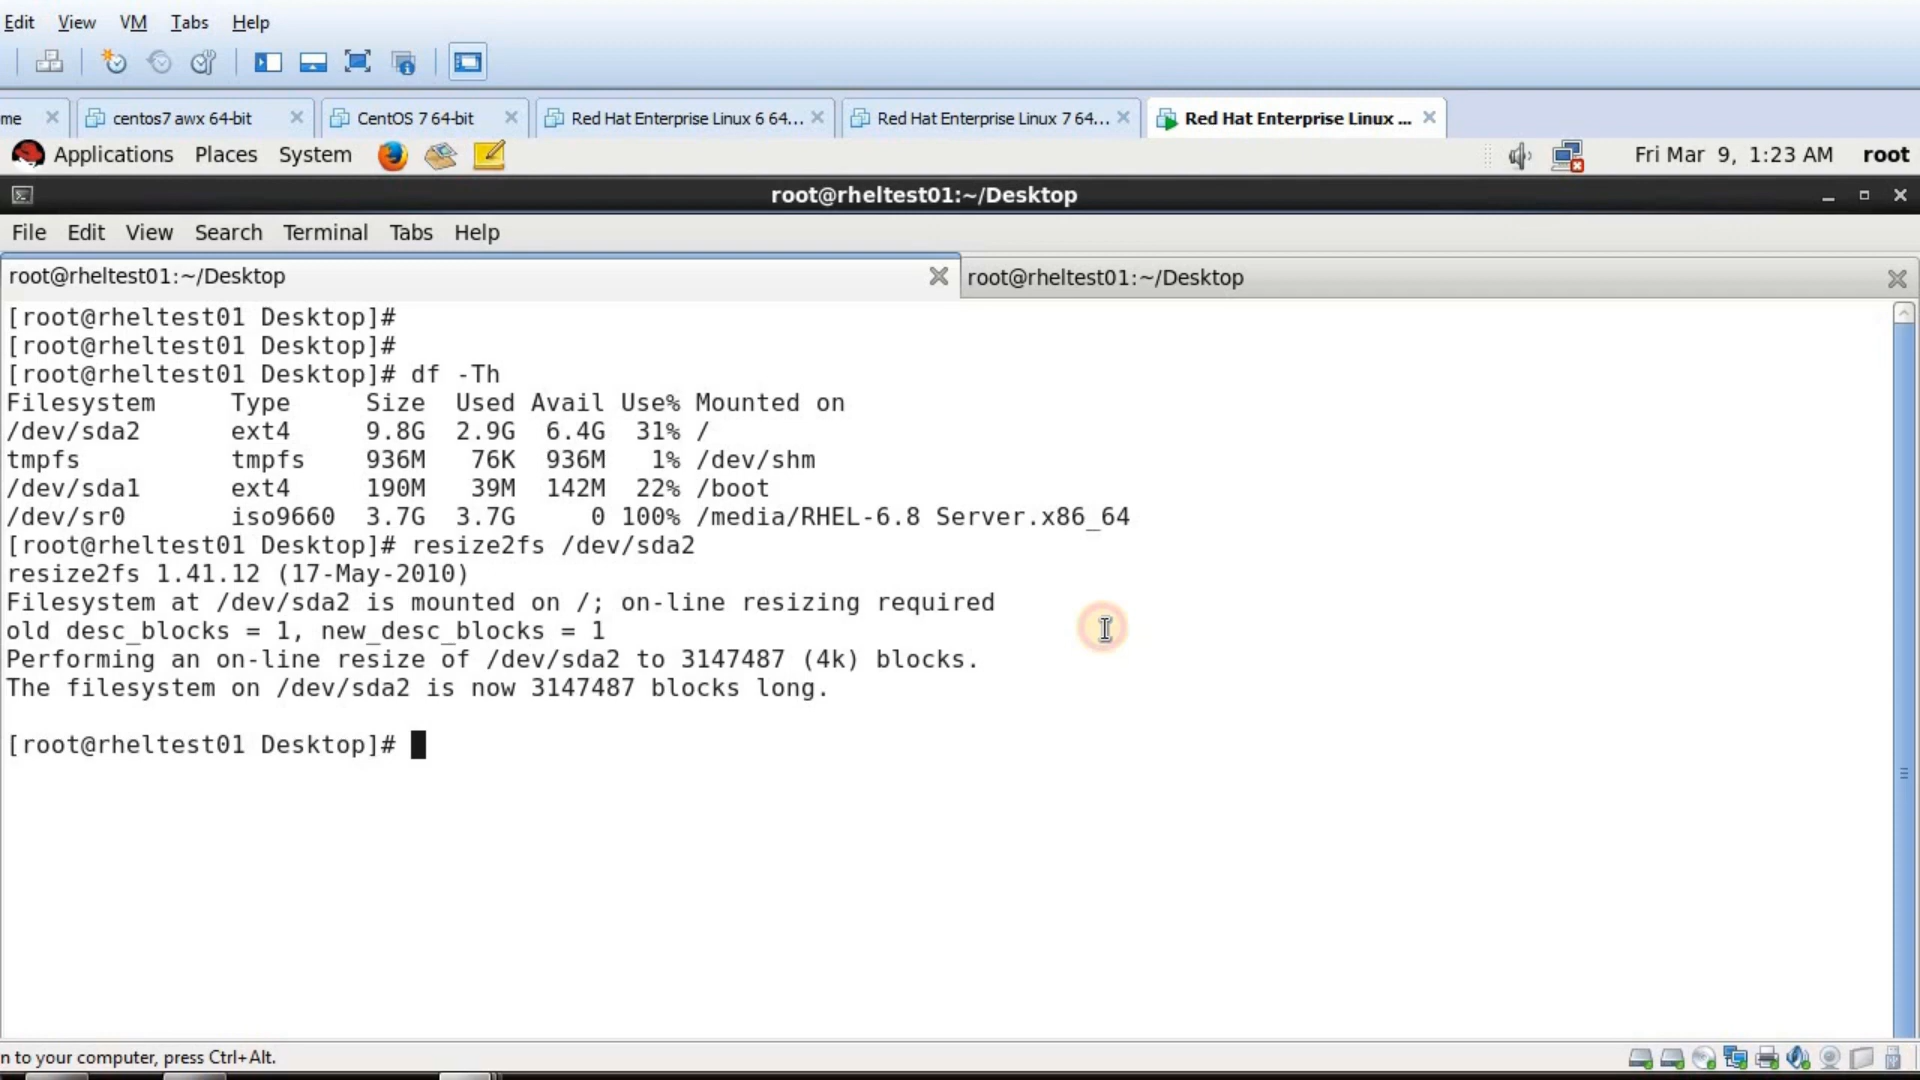 Edit View VM Tabs Help
me centos7 awx 64-bit CentOS 7 64-bit Red Hat Enterprise Linux 6 64... Red Hat Enterprise Linux 7 64... Red Hat Enterprise Linux ...
Applications Places System Fri Mar 9, 1:23 AM root
root@rheltest01:~/Desktop
File Edit View Search Terminal Tabs Help
root@rheltest01:~/Desktop root@rheltest01:~/Desktop
[root@rheltest01 Desktop]#
[root@rheltest01 Desktop]#
[root@rheltest01 Desktop]# df -Th
Filesystem Type Size Used Avail Use% Mounted on
/dev/sda2 ext4 9.8G 2.9G 6.4G 31% /
tmpfs tmpfs 936M 76K 936M 1% /dev/shm
/dev/sda1 ext4 190M 39M 142M 22% /boot
/dev/sr0 iso9660 3.7G 3.7G 0 100% /media/RHEL-6.8 Server.x86_64
[root@rheltest01 Desktop]# resize2fs /dev/sda2
resize2fs 1.41.12 (17-May-2010)
Filesystem at /dev/sda2 is mounted on /; on-line resizing required
old desc_blocks = 1, new_desc_blocks = 1
Performing an on-line resize of /dev/sda2 to 3147487 (4k) blocks.
The filesystem on /dev/sda2 is now 3147487 blocks long.
[root@rheltest01 Desktop]#
n to your computer, press Ctrl+Alt.